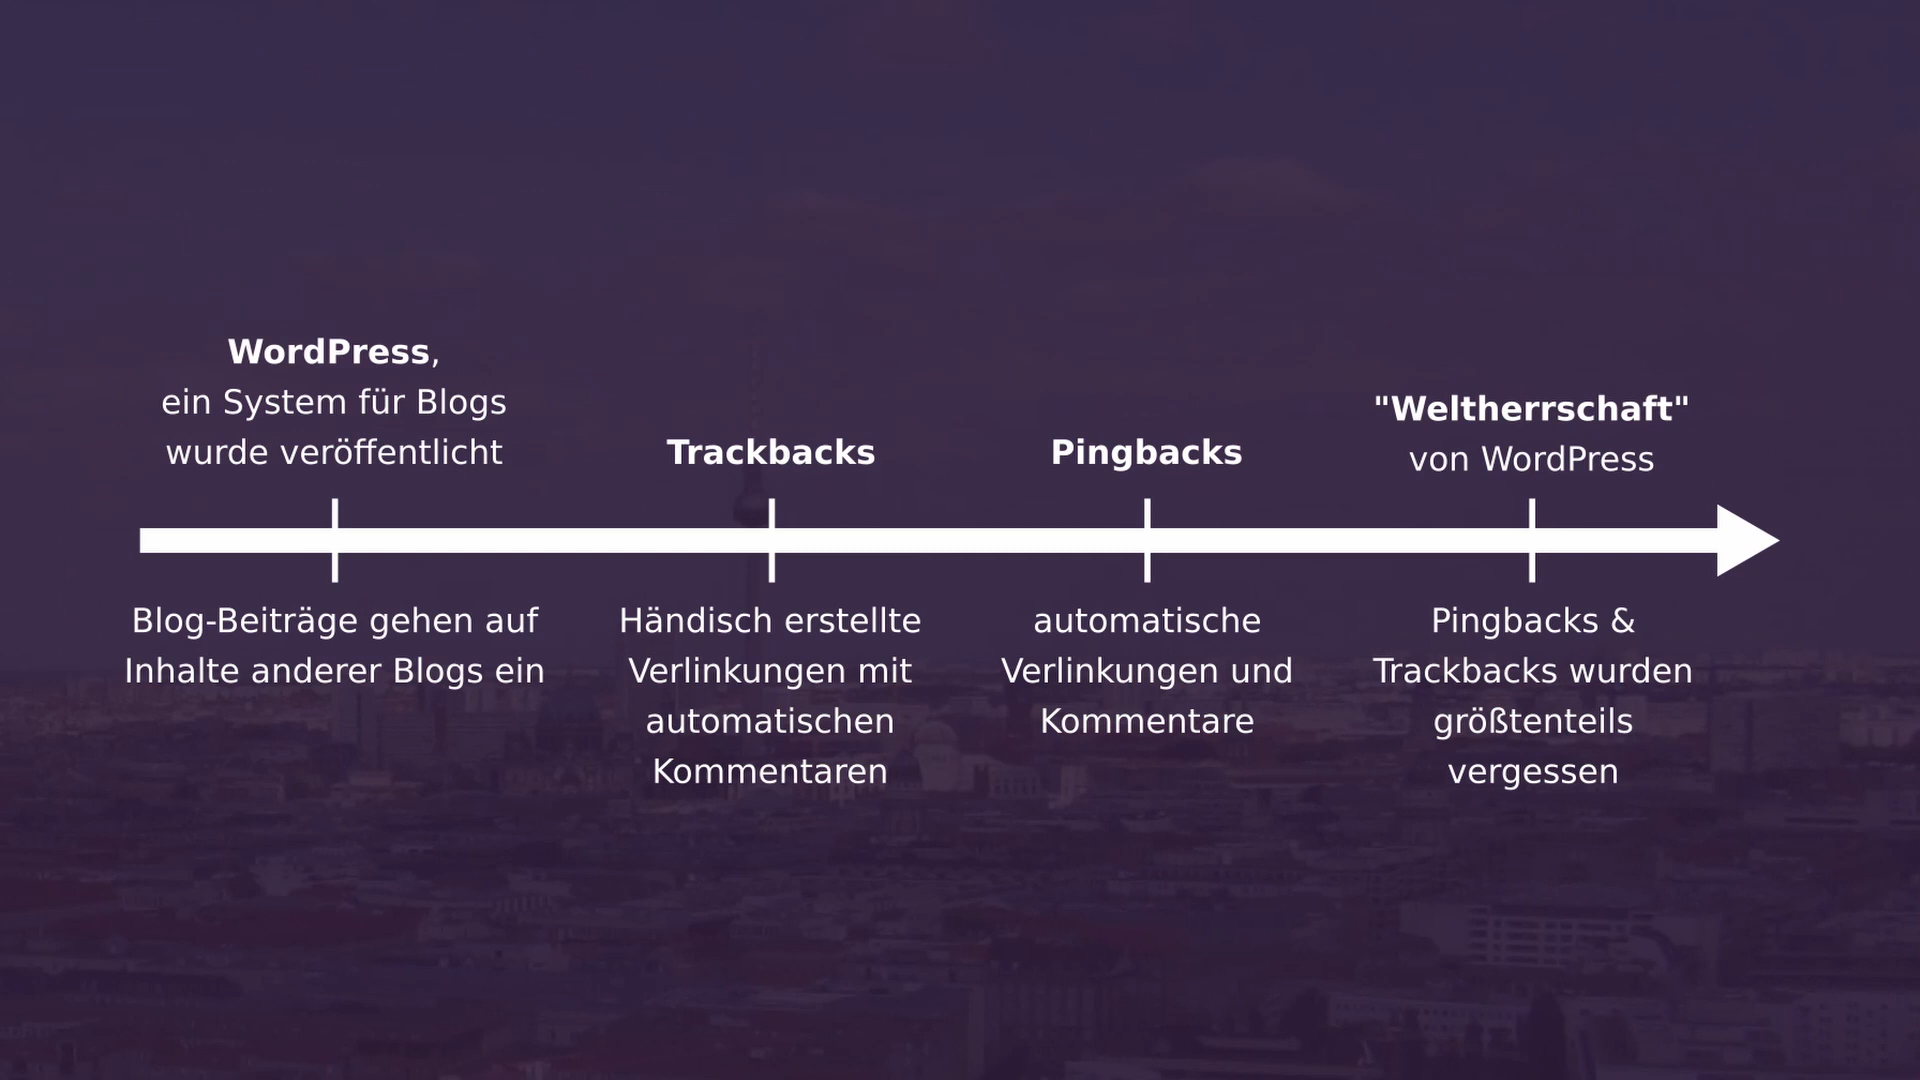 WordPress,
ein System für Blogs
wurde veröffentlicht
Blog-Beiträge gehen auf
Inhalte anderer Blogs ein
Trackbacks
Händisch erstellte
Verlinkungen mit
automatischen
Kommentaren
Pingbacks
automatische
Verlinkungen und
Kommentare
"Weltherrschaft"
von WordPress
Pingbacks &
Trackbacks wurden
größtenteils
vergessen